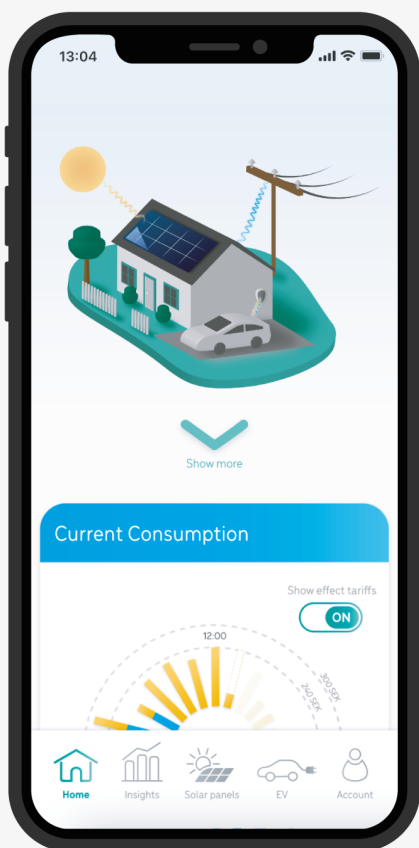 13:04
Show more
Current Consumption
Show effect tariffs
ON
12:00
300 SEK
240 SEK
Home
Insights
Solar panels
EV
Account